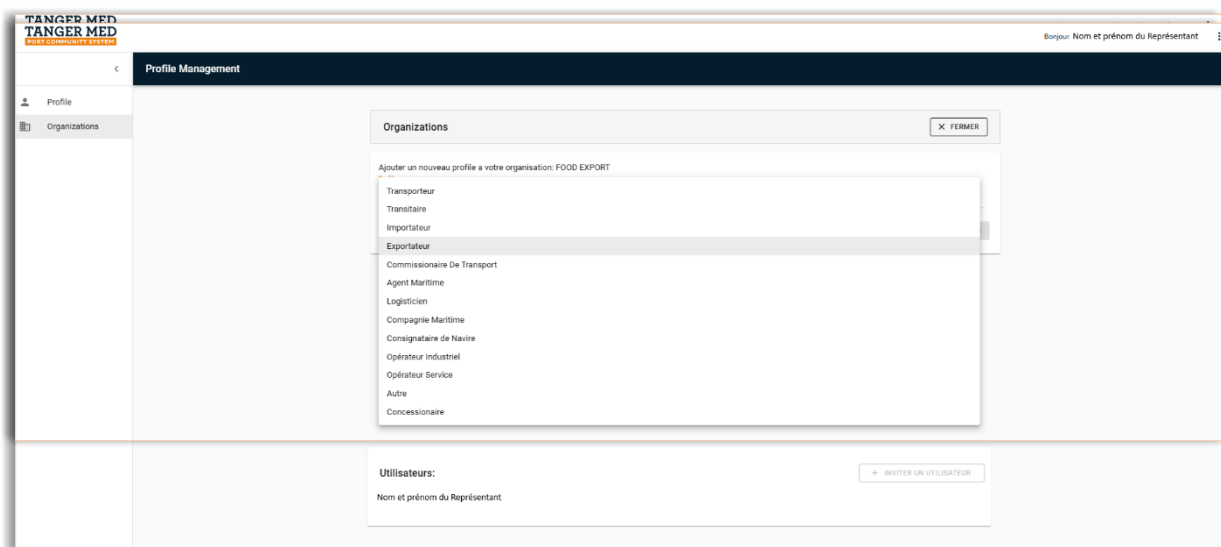 TANGER MED
TANGER MED
PORT COMMUNITY SYSTEM
Bonjour Nom et prénom du Représentant
Profile Management
Profile
Organizations
Organizations
X FERMER
Ajouter un nouveau profile a votre organisation: FOOD EXPORT
Transporteur
Transitaire
Importateur
Exportateur
Commissionaire De Transport
Agent Maritime
Logisticien
Compagnie Maritime
Consignataire de Navire
Opérateur Industriel
Opérateur Service
Autre
Concessionaire
Utilisateurs:
+ INVITER UN UTILISATEUR
Nom et prénom du Représentant